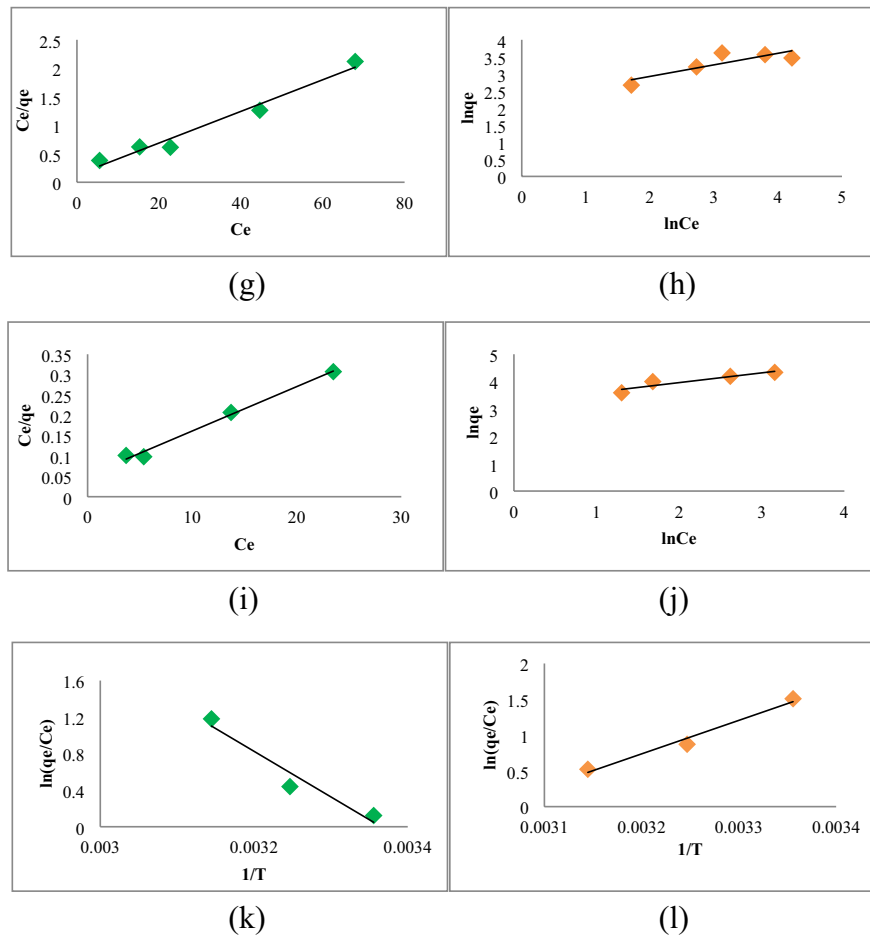 2.5
2
1.5
1
0.5
0
0 20 40 60 80
Ce/qe
Ce
(g)
4
3.5
3
2.5
2
1.5
1
0.5
0
0 1 2 3 4 5
lnqe
lnCe
(h)
0.35
0.3
0.25
0.2
0.15
0.1
0.05
0
0 10 20 30
Ce/qe
Ce
(i)
5
4
3
2
1
0
0 1 2 3 4
lnqe
lnCe
(j)
1.6
1.2
0.8
0.4
0
0.003 0.0032 0.0034
ln(qe/Ce)
1/T
(k)
2
1.5
1
0.5
0
0.0031 0.0032 0.0033 0.0034
ln(qe/Ce)
1/T
(l)